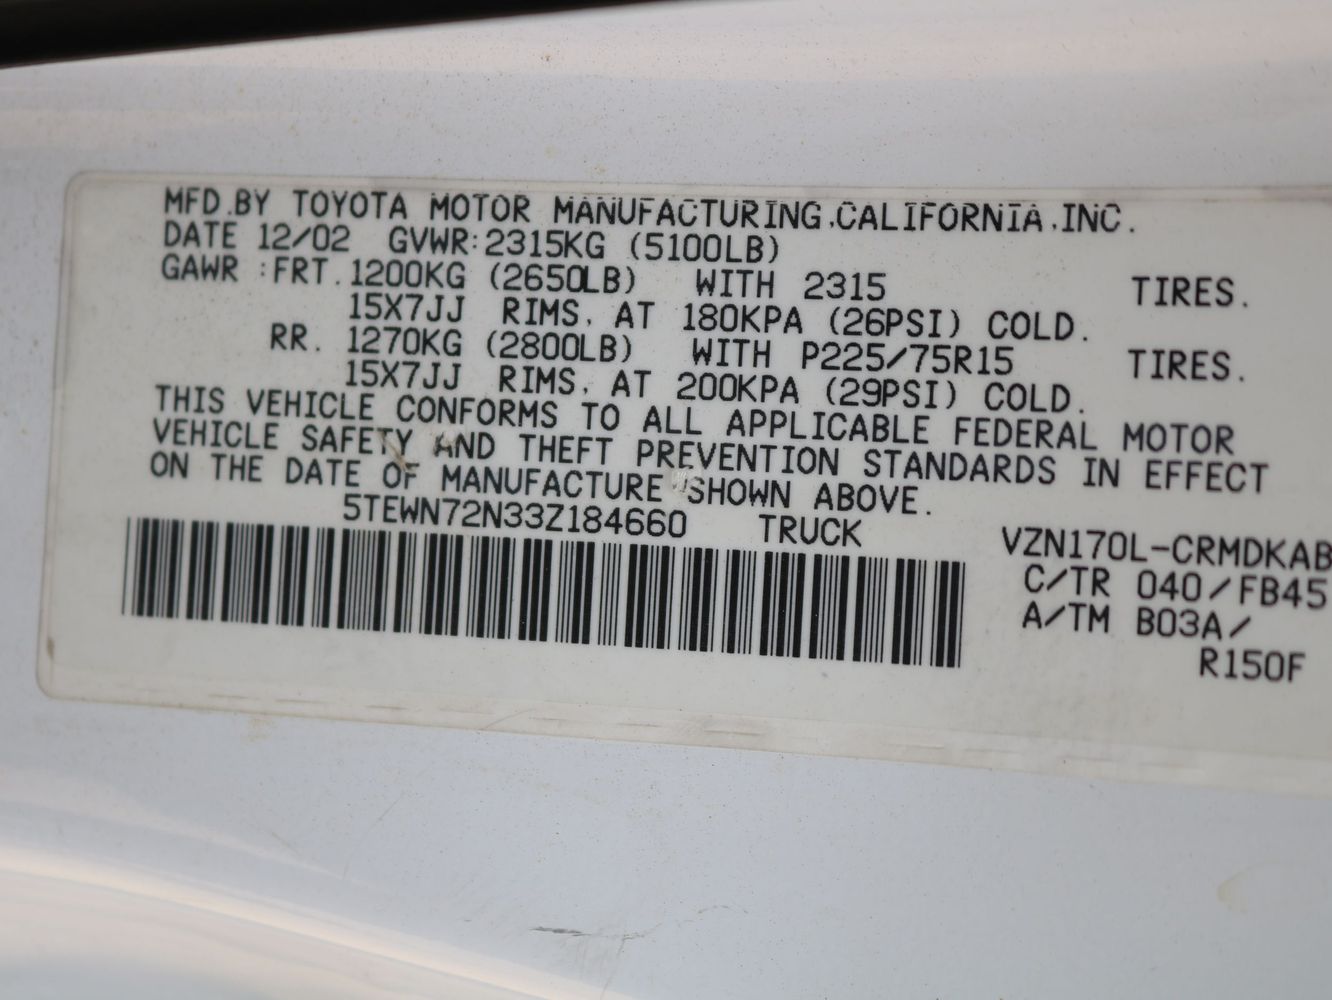 MFD.BY TOYOTA MOTOR MANUFACTURING,CALIFORNIA,INC.
DATE 12/02 GVWR:2315KG (5100LB)
GAWR :FRT.1200KG (2650LB) WITH 2315 TIRES.
15X7JJ RIMS, AT 180KPA (26PSI) COLD.
RR. 1270KG (2800LB) WITH P225/75R15 TIRES.
15X7JJ RIMS, AT 200KPA (29PSI) COLD.
THIS VEHICLE CONFORMS TO ALL APPLICABLE FEDERAL MOTOR
VEHICLE SAFETY AND THEFT PREVENTION STANDARDS IN EFFECT
ON THE DATE OF MANUFACTURE SHOWN ABOVE.
5TEWN72N33Z184660 TRUCK
VZN170L-CRMDKAB
C/TR 040/FB45
A/TM B03A/
R150F